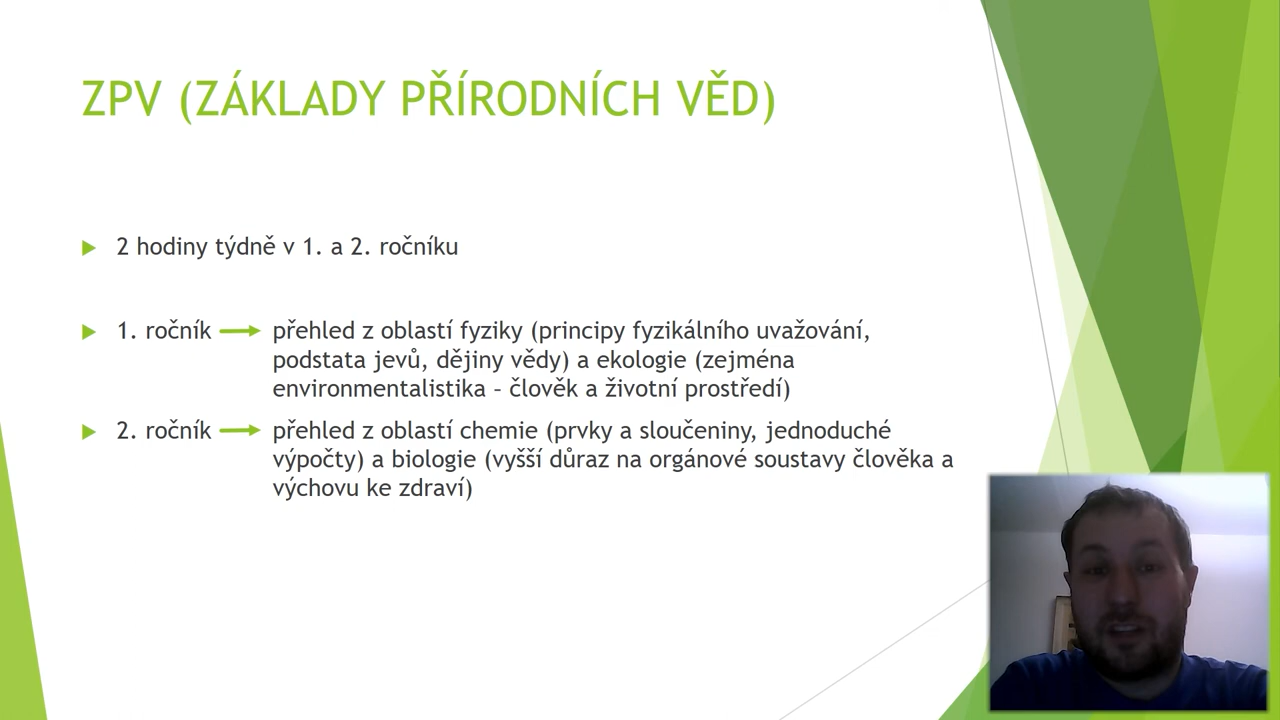 ZPV (ZÁKLADY PŘÍRODNÍCH VĚD)
2 hodiny týdně v 1. a 2. ročníku
1. ročník přehled z oblastí fyziky (principy fyzikálního uvažování,
podstata jevů, dějiny vědy) a ekologie (zejména
environmentalistika – člověk a životní prostředí)
2. ročník přehled z oblastí chemie (prvky a sloučeniny, jednoduché
výpočty) a biologie (vyšší důraz na orgánové soustavy člověka a
výchovu ke zdraví)